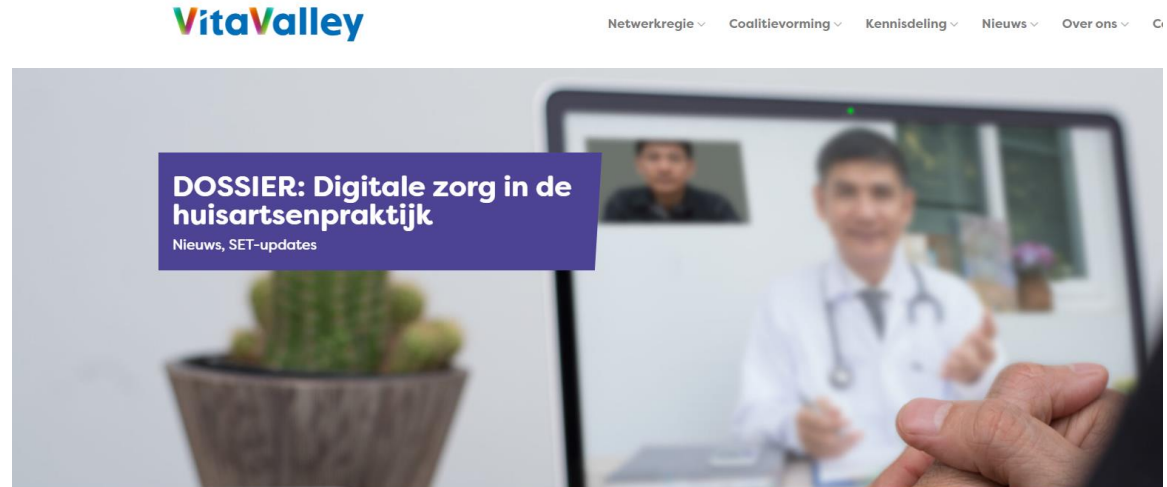 VitaValley
Netwerkregie Coalitievorming Kennisdeling Nieuws Over ons
DOSSIER: Digitale zorg in de
huisartsenpraktijk
Nieuws, SET-updates